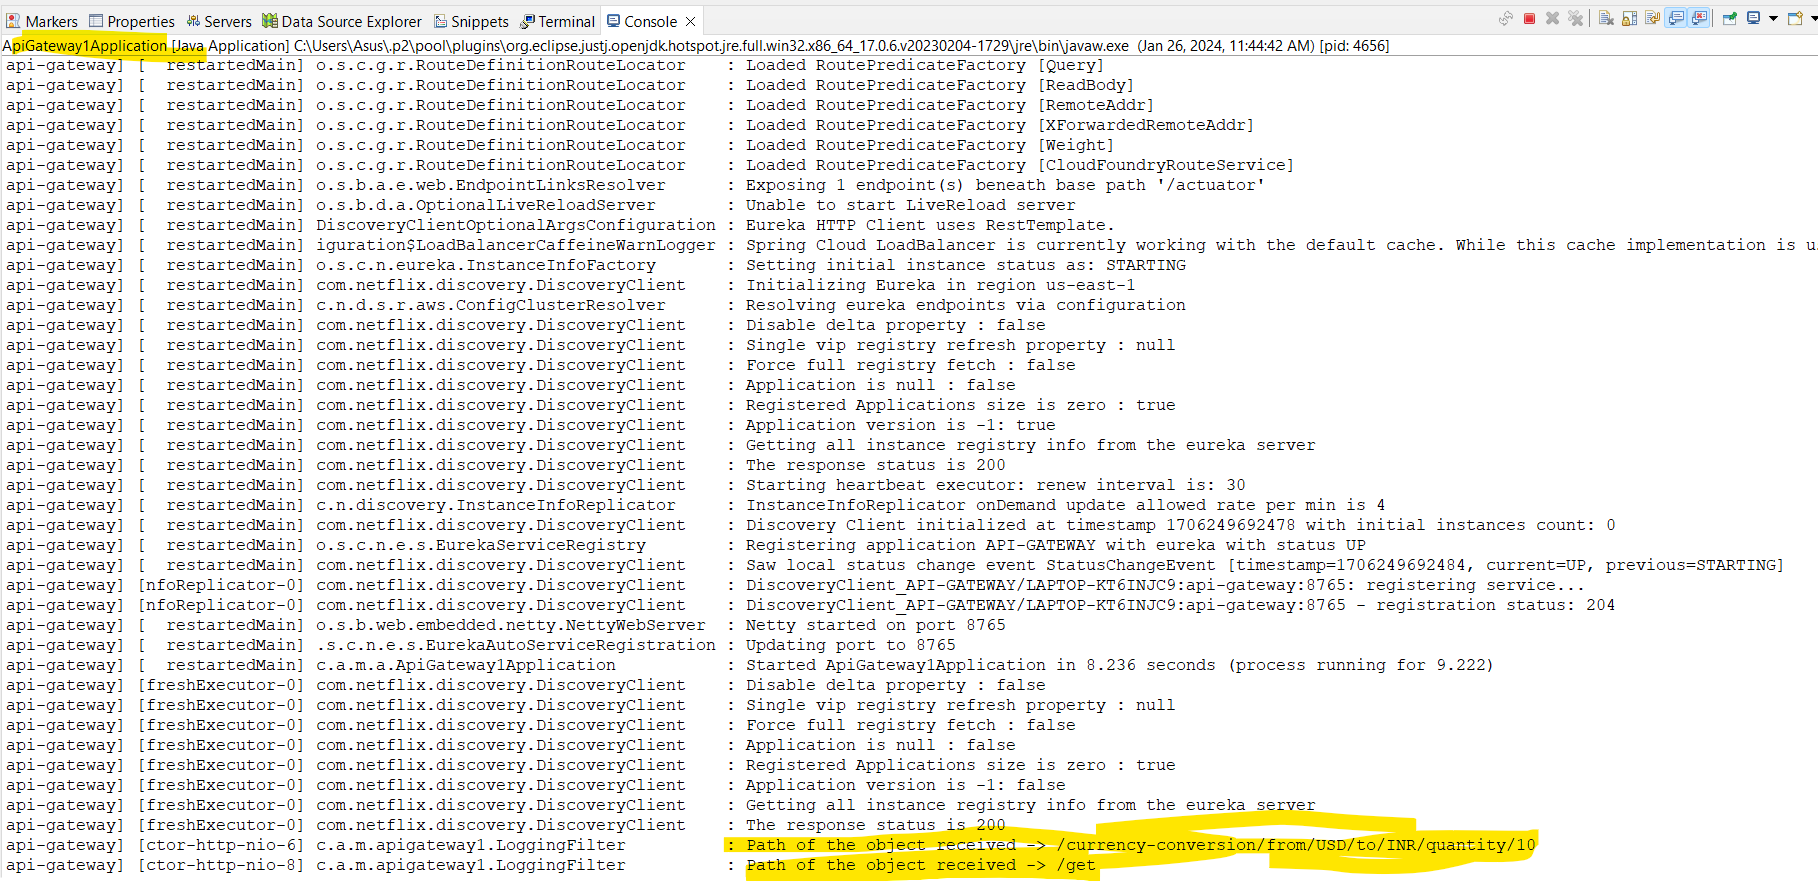 Markers Properties Servers Data Source Explorer Snippets Terminal Console
ApiGateway1Application [Java Application] C:\Users\Asus\.p2\pool\plugins\org.eclipse.justj.openjdk.hotspot.jre.full.win32.x86_64_17.0.6.v20230204-1729\jre\bin\javaw.exe (Jan 26, 2024, 11:44:42 AM) [pid: 4656]
api-gateway] [  restartedMain] o.s.c.g.r.RouteDefinitionRouteLocator    : Loaded RoutePredicateFactory [Query]
api-gateway] [  restartedMain] o.s.c.g.r.RouteDefinitionRouteLocator    : Loaded RoutePredicateFactory [ReadBody]
api-gateway] [  restartedMain] o.s.c.g.r.RouteDefinitionRouteLocator    : Loaded RoutePredicateFactory [RemoteAddr]
api-gateway] [  restartedMain] o.s.c.g.r.RouteDefinitionRouteLocator    : Loaded RoutePredicateFactory [XForwardedRemoteAddr]
api-gateway] [  restartedMain] o.s.c.g.r.RouteDefinitionRouteLocator    : Loaded RoutePredicateFactory [Weight]
api-gateway] [  restartedMain] o.s.c.g.r.RouteDefinitionRouteLocator    : Loaded RoutePredicateFactory [CloudFoundryRouteService]
api-gateway] [  restartedMain] o.s.b.a.e.web.EndpointLinksResolver      : Exposing 1 endpoint(s) beneath base path '/actuator'
api-gateway] [  restartedMain] o.s.b.d.a.OptionalLiveReloadServer       : Unable to start LiveReload server
api-gateway] [  restartedMain] DiscoveryClientOptionalArgsConfiguration : Eureka HTTP Client uses RestTemplate.
api-gateway] [  restartedMain] iguration$LoadBalancerCaffeineWarnLogger : Spring Cloud LoadBalancer is currently working with the default cache. While this cache implementation is u.
api-gateway] [  restartedMain] o.s.c.n.eureka.InstanceInfoFactory       : Setting initial instance status as: STARTING
api-gateway] [  restartedMain] com.netflix.discovery.DiscoveryClient    : Initializing Eureka in region us-east-1
api-gateway] [  restartedMain] c.n.d.s.r.aws.ConfigClusterResolver      : Resolving eureka endpoints via configuration
api-gateway] [  restartedMain] com.netflix.discovery.DiscoveryClient    : Disable delta property : false
api-gateway] [  restartedMain] com.netflix.discovery.DiscoveryClient    : Single vip registry refresh property : null
api-gateway] [  restartedMain] com.netflix.discovery.DiscoveryClient    : Force full registry fetch : false
api-gateway] [  restartedMain] com.netflix.discovery.DiscoveryClient    : Application is null : false
api-gateway] [  restartedMain] com.netflix.discovery.DiscoveryClient    : Registered Applications size is zero : true
api-gateway] [  restartedMain] com.netflix.discovery.DiscoveryClient    : Application version is -1: true
api-gateway] [  restartedMain] com.netflix.discovery.DiscoveryClient    : Getting all instance registry info from the eureka server
api-gateway] [  restartedMain] com.netflix.discovery.DiscoveryClient    : The response status is 200
api-gateway] [  restartedMain] com.netflix.discovery.DiscoveryClient    : Starting heartbeat executor: renew interval is: 30
api-gateway] [  restartedMain] c.n.discovery.InstanceInfoReplicator     : InstanceInfoReplicator onDemand update allowed rate per min is 4
api-gateway] [  restartedMain] com.netflix.discovery.DiscoveryClient    : Discovery Client initialized at timestamp 1706249692478 with initial instances count: 0
api-gateway] [  restartedMain] o.s.c.n.e.s.EurekaServiceRegistry        : Registering application API-GATEWAY with eureka with status UP
api-gateway] [  restartedMain] com.netflix.discovery.DiscoveryClient    : Saw local status change event StatusChangeEvent [timestamp=1706249692484, current=UP, previous=STARTING]
api-gateway] [nfoReplicator-0] com.netflix.discovery.DiscoveryClient    : DiscoveryClient_API-GATEWAY/LAPTOP-KT6INJC9:api-gateway:8765: registering service...
api-gateway] [nfoReplicator-0] com.netflix.discovery.DiscoveryClient    : DiscoveryClient_API-GATEWAY/LAPTOP-KT6INJC9:api-gateway:8765 - registration status: 204
api-gateway] [  restartedMain] o.s.b.web.embedded.netty.NettyWebServer  : Netty started on port 8765
api-gateway] [  restartedMain] .s.c.n.e.s.EurekaAutoServiceRegistration : Updating port to 8765
api-gateway] [  restartedMain] c.a.m.a.ApiGateway1Application           : Started ApiGateway1Application in 8.236 seconds (process running for 9.222)
api-gateway] [freshExecutor-0] com.netflix.discovery.DiscoveryClient    : Disable delta property : false
api-gateway] [freshExecutor-0] com.netflix.discovery.DiscoveryClient    : Single vip registry refresh property : null
api-gateway] [freshExecutor-0] com.netflix.discovery.DiscoveryClient    : Force full registry fetch : false
api-gateway] [freshExecutor-0] com.netflix.discovery.DiscoveryClient    : Application is null : false
api-gateway] [freshExecutor-0] com.netflix.discovery.DiscoveryClient    : Registered Applications size is zero : true
api-gateway] [freshExecutor-0] com.netflix.discovery.DiscoveryClient    : Application version is -1: false
api-gateway] [freshExecutor-0] com.netflix.discovery.DiscoveryClient    : Getting all instance registry info from the eureka server
api-gateway] [freshExecutor-0] com.netflix.discovery.DiscoveryClient    : The response status is 200
api-gateway] [ctor-http-nio-6] c.a.m.apigateway1.LoggingFilter          : Path of the object received -> /currency-conversion/from/USD/to/INR/quantity/10
api-gateway] [ctor-http-nio-8] c.a.m.apigateway1.LoggingFilter          : Path of the object received -> /get